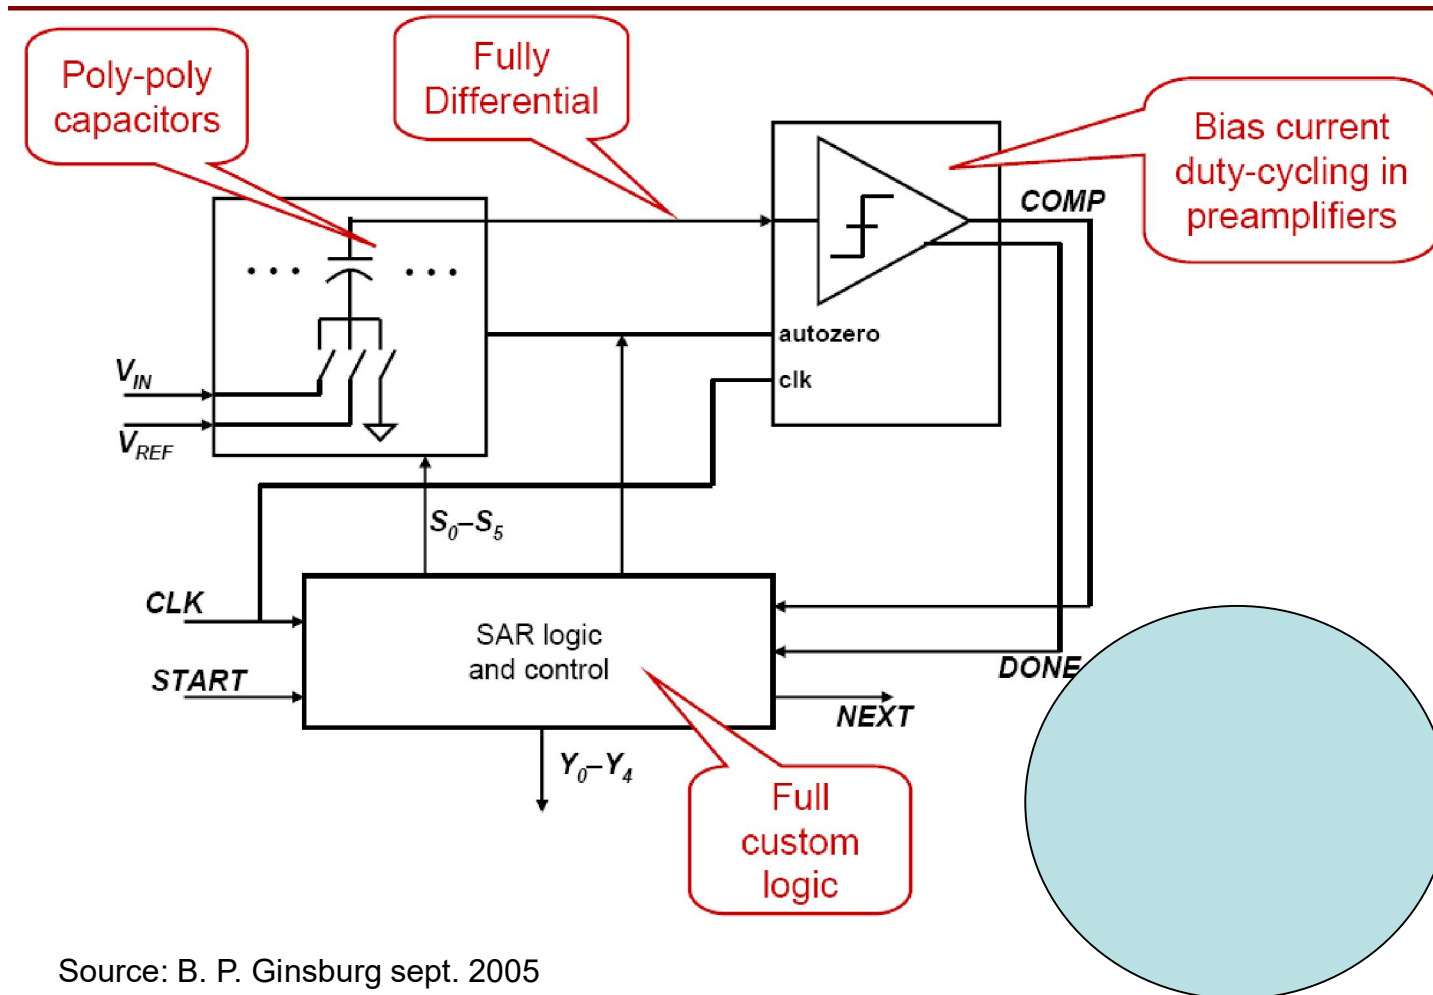 Poly-poly
capacitors
Fully
Differential
Bias current
duty-cycling in
preamplifiers
COMP
autozero
clk
V_IN
V_REF
S_0–S_5
CLK
START
SAR logic
and control
DONE
NEXT
Y_0–Y_4
Full
custom
logic
Source: B. P. Ginsburg sept. 2005